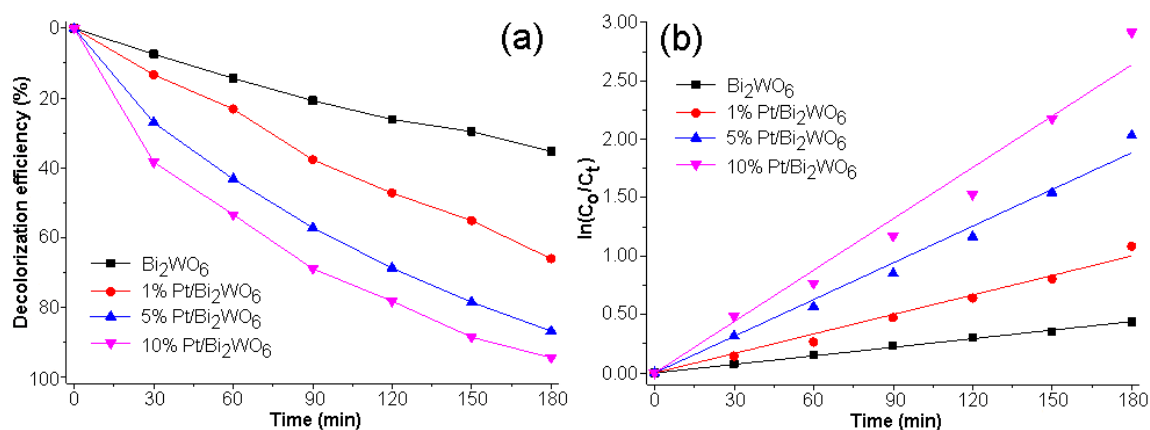 (a)
Decolorization efficiency (%)
0
20
40
60
80
100
Bi₂WO₆
1% Pt/Bi₂WO₆
5% Pt/Bi₂WO₆
10% Pt/Bi₂WO₆
0 30 60 90 120 150 180
Time (min)
(b)
ln(C₀/Cₜ)
3.00
2.50
2.00
1.50
1.00
0.50
0.00
Bi₂WO₆
1% Pt/Bi₂WO₆
5% Pt/Bi₂WO₆
10% Pt/Bi₂WO₆
0 30 60 90 120 150 180
Time (min)